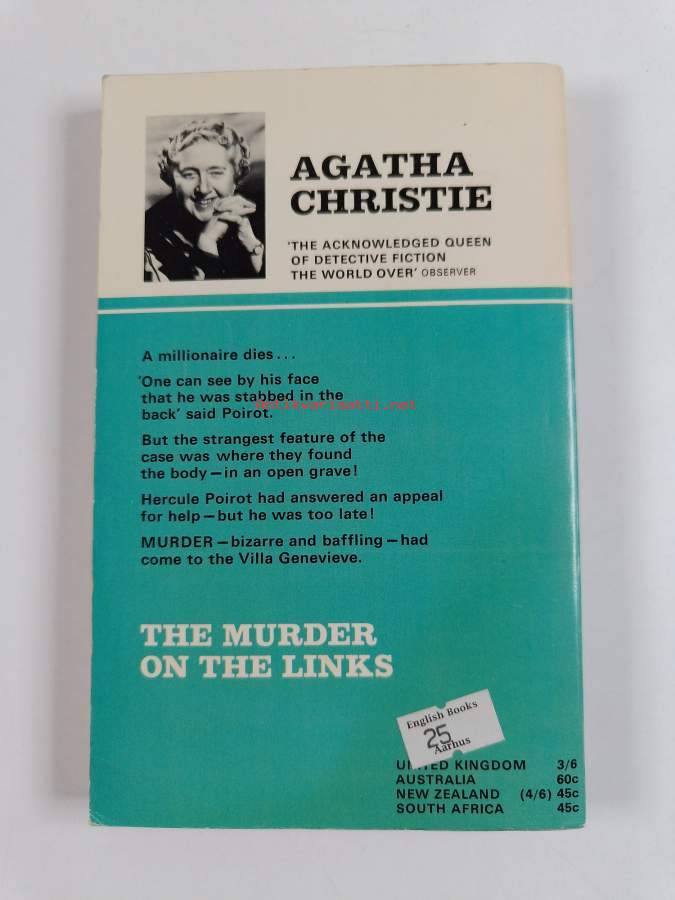 AGATHA
CHRISTIE
'THE ACKNOWLEDGED QUEEN
OF DETECTIVE FICTION
THE WORLD OVER' OBSERVER
A millionaire dies...
'One can see by his face
that he was stabbed in the
back' said Poirot.
Antikvariaatti.net
But the strangest feature of the
case was where they found
the body—in an open grave!
Hercule Poirot had answered an appeal
for help—but he was too late!
MURDER—bizarre and baffling—had
come to the Villa Genevieve.
THE MURDER
ON THE LINKS
English Books
25
Aarhus
UNITED KINGDOM 3/6
AUSTRALIA 60c
NEW ZEALAND (4/6) 45c
SOUTH AFRICA 45c